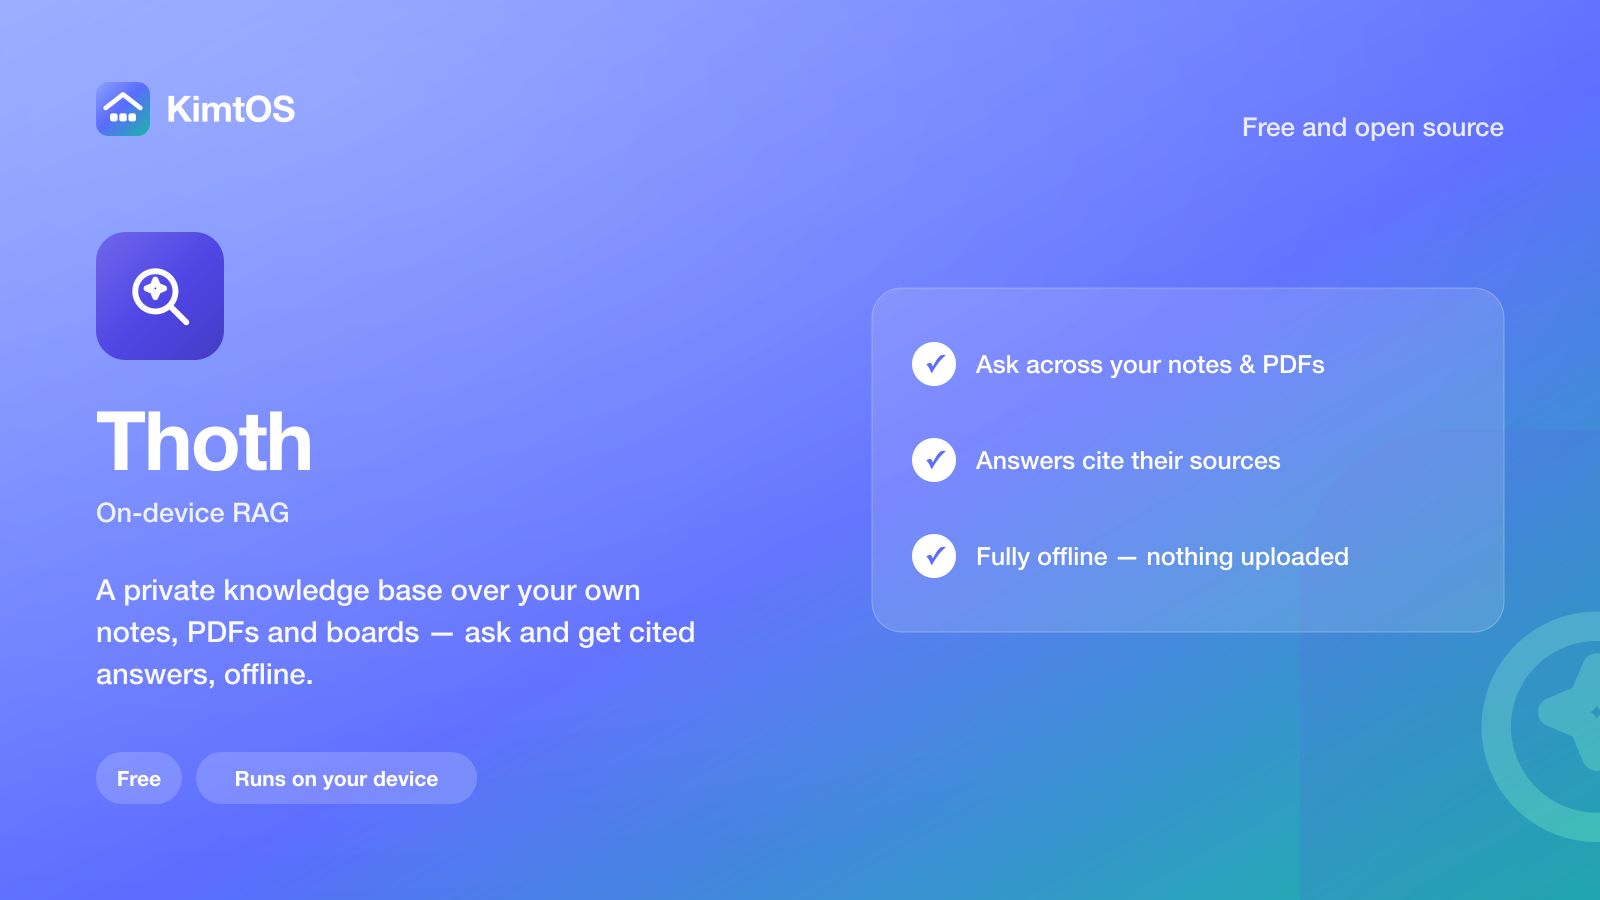 KimtOS
Free and open source
Thoth
On-device RAG
A private knowledge base over your own
notes, PDFs and boards — ask and get cited
answers, offline.
Free
Runs on your device
Ask across your notes & PDFs
Answers cite their sources
Fully offline — nothing uploaded